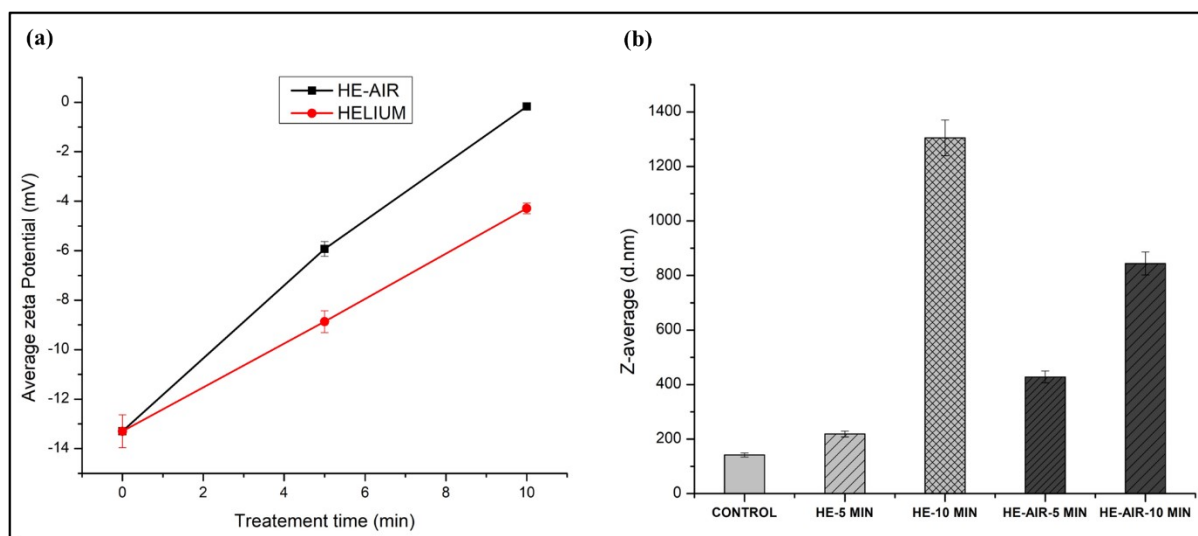 (a)
HE-AIR
HELIUM
0
-2
-4
-6
-8
-10
-12
-14
Average zeta Potential (mV)
0 2 4 6 8 10
Treatement time (min)
(b)
1400
1200
1000
800
600
400
200
0
Z-average (d.nm)
CONTROL HE-5 MIN HE-10 MIN HE-AIR-5 MIN HE-AIR-10 MIN